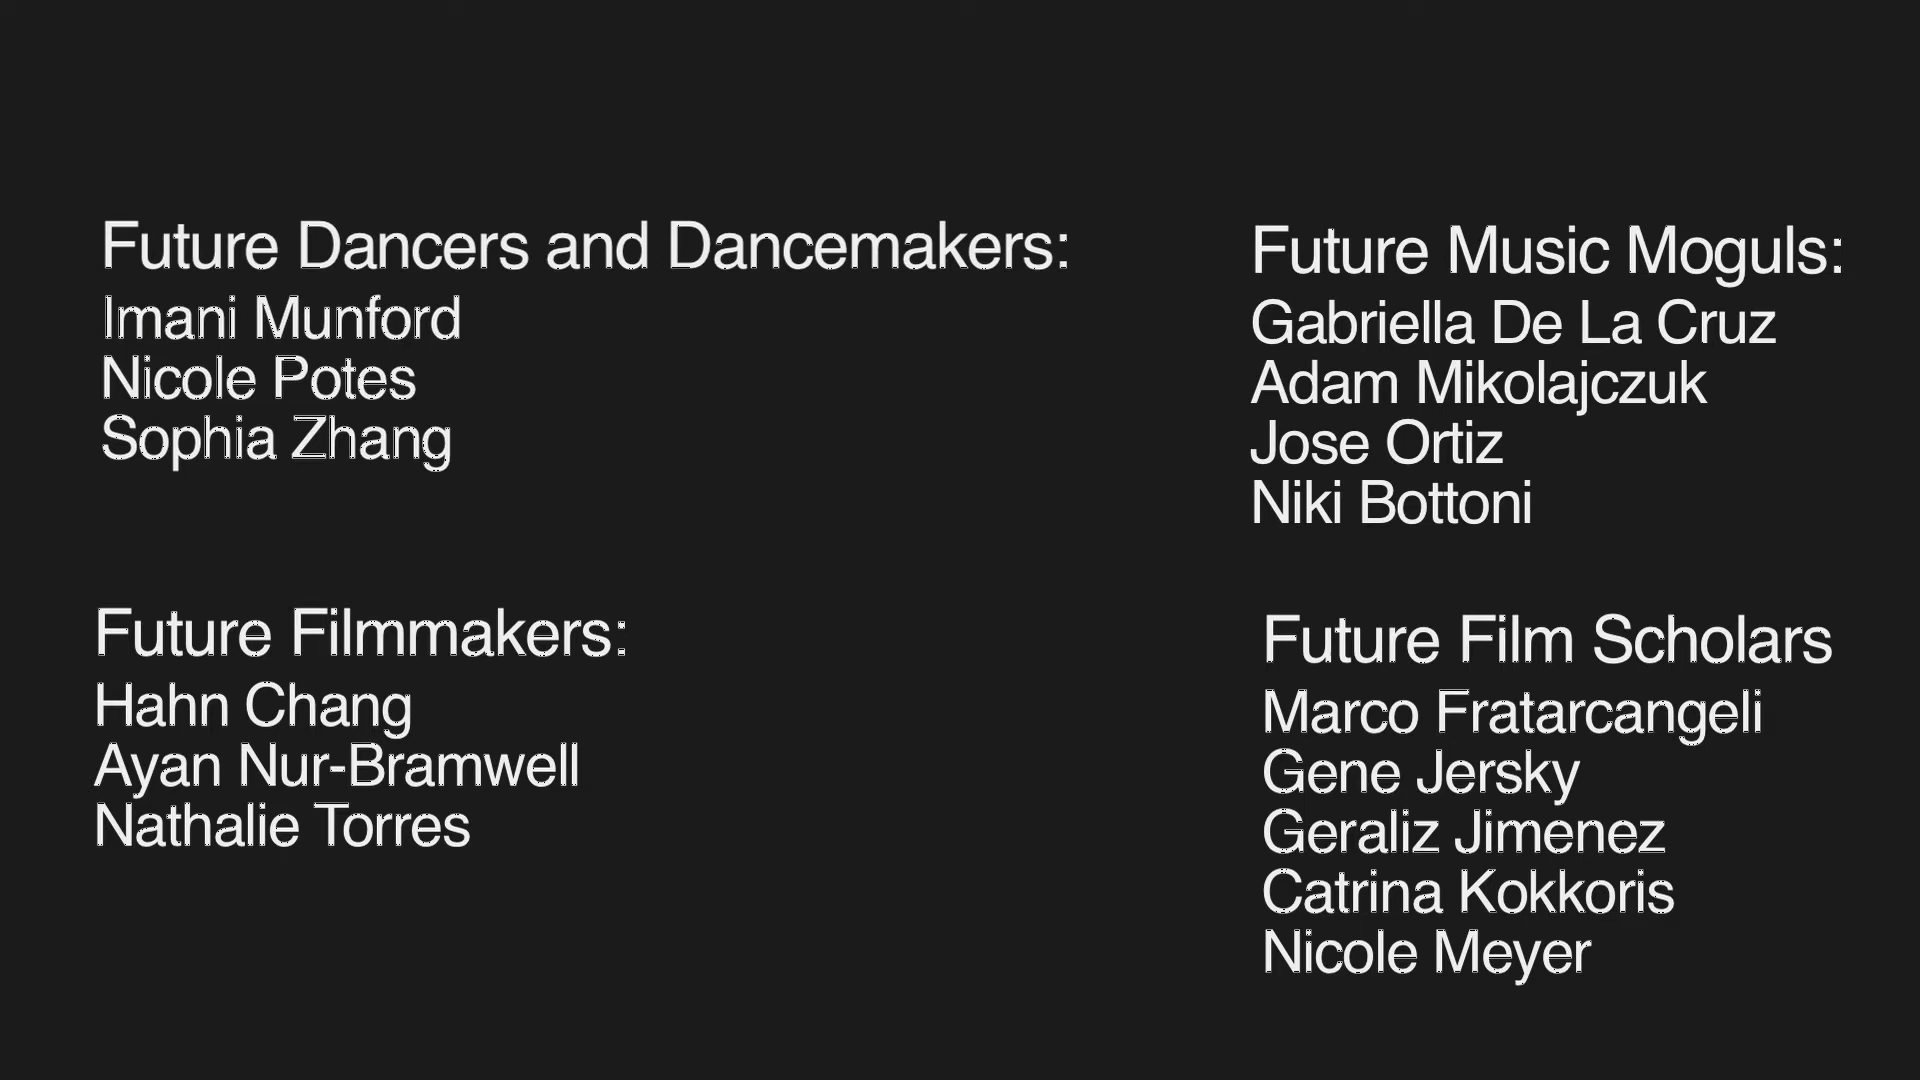 Future Dancers and Dancemakers:
Imani Munford
Nicole Potes
Sophia Zhang
Future Music Moguls:
Gabriella De La Cruz
Adam Mikolajczuk
Jose Ortiz
Niki Bottoni
Future Filmmakers:
Hahn Chang
Ayan Nur-Bramwell
Nathalie Torres
Future Film Scholars
Marco Fratarcangeli
Gene Jersky
Geraliz Jimenez
Catrina Kokkoris
Nicole Meyer